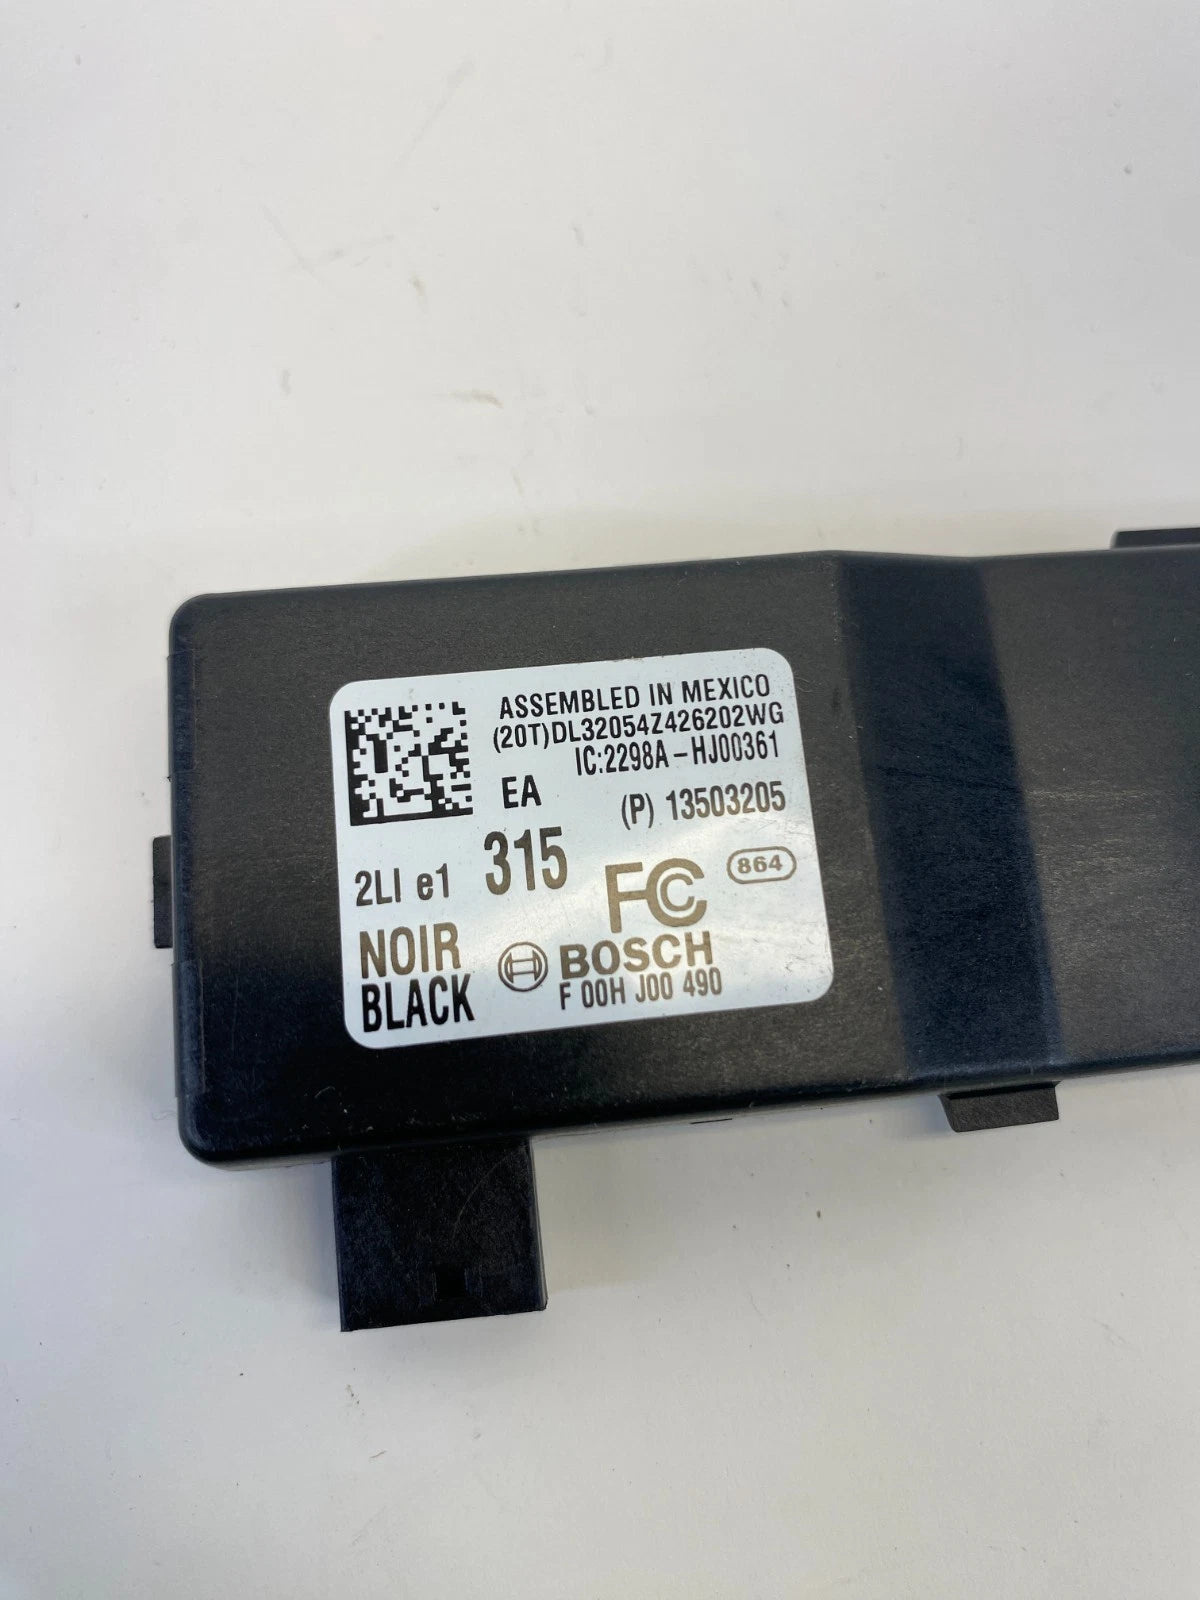 ASSEMBLED IN MEXICO
(20T)DL32054Z426202WG
IC:2298A-HJ00361
EA (P) 13503205
2LI e1 315 FC 864
NOIR BOSCH
BLACK F 00H J00 490